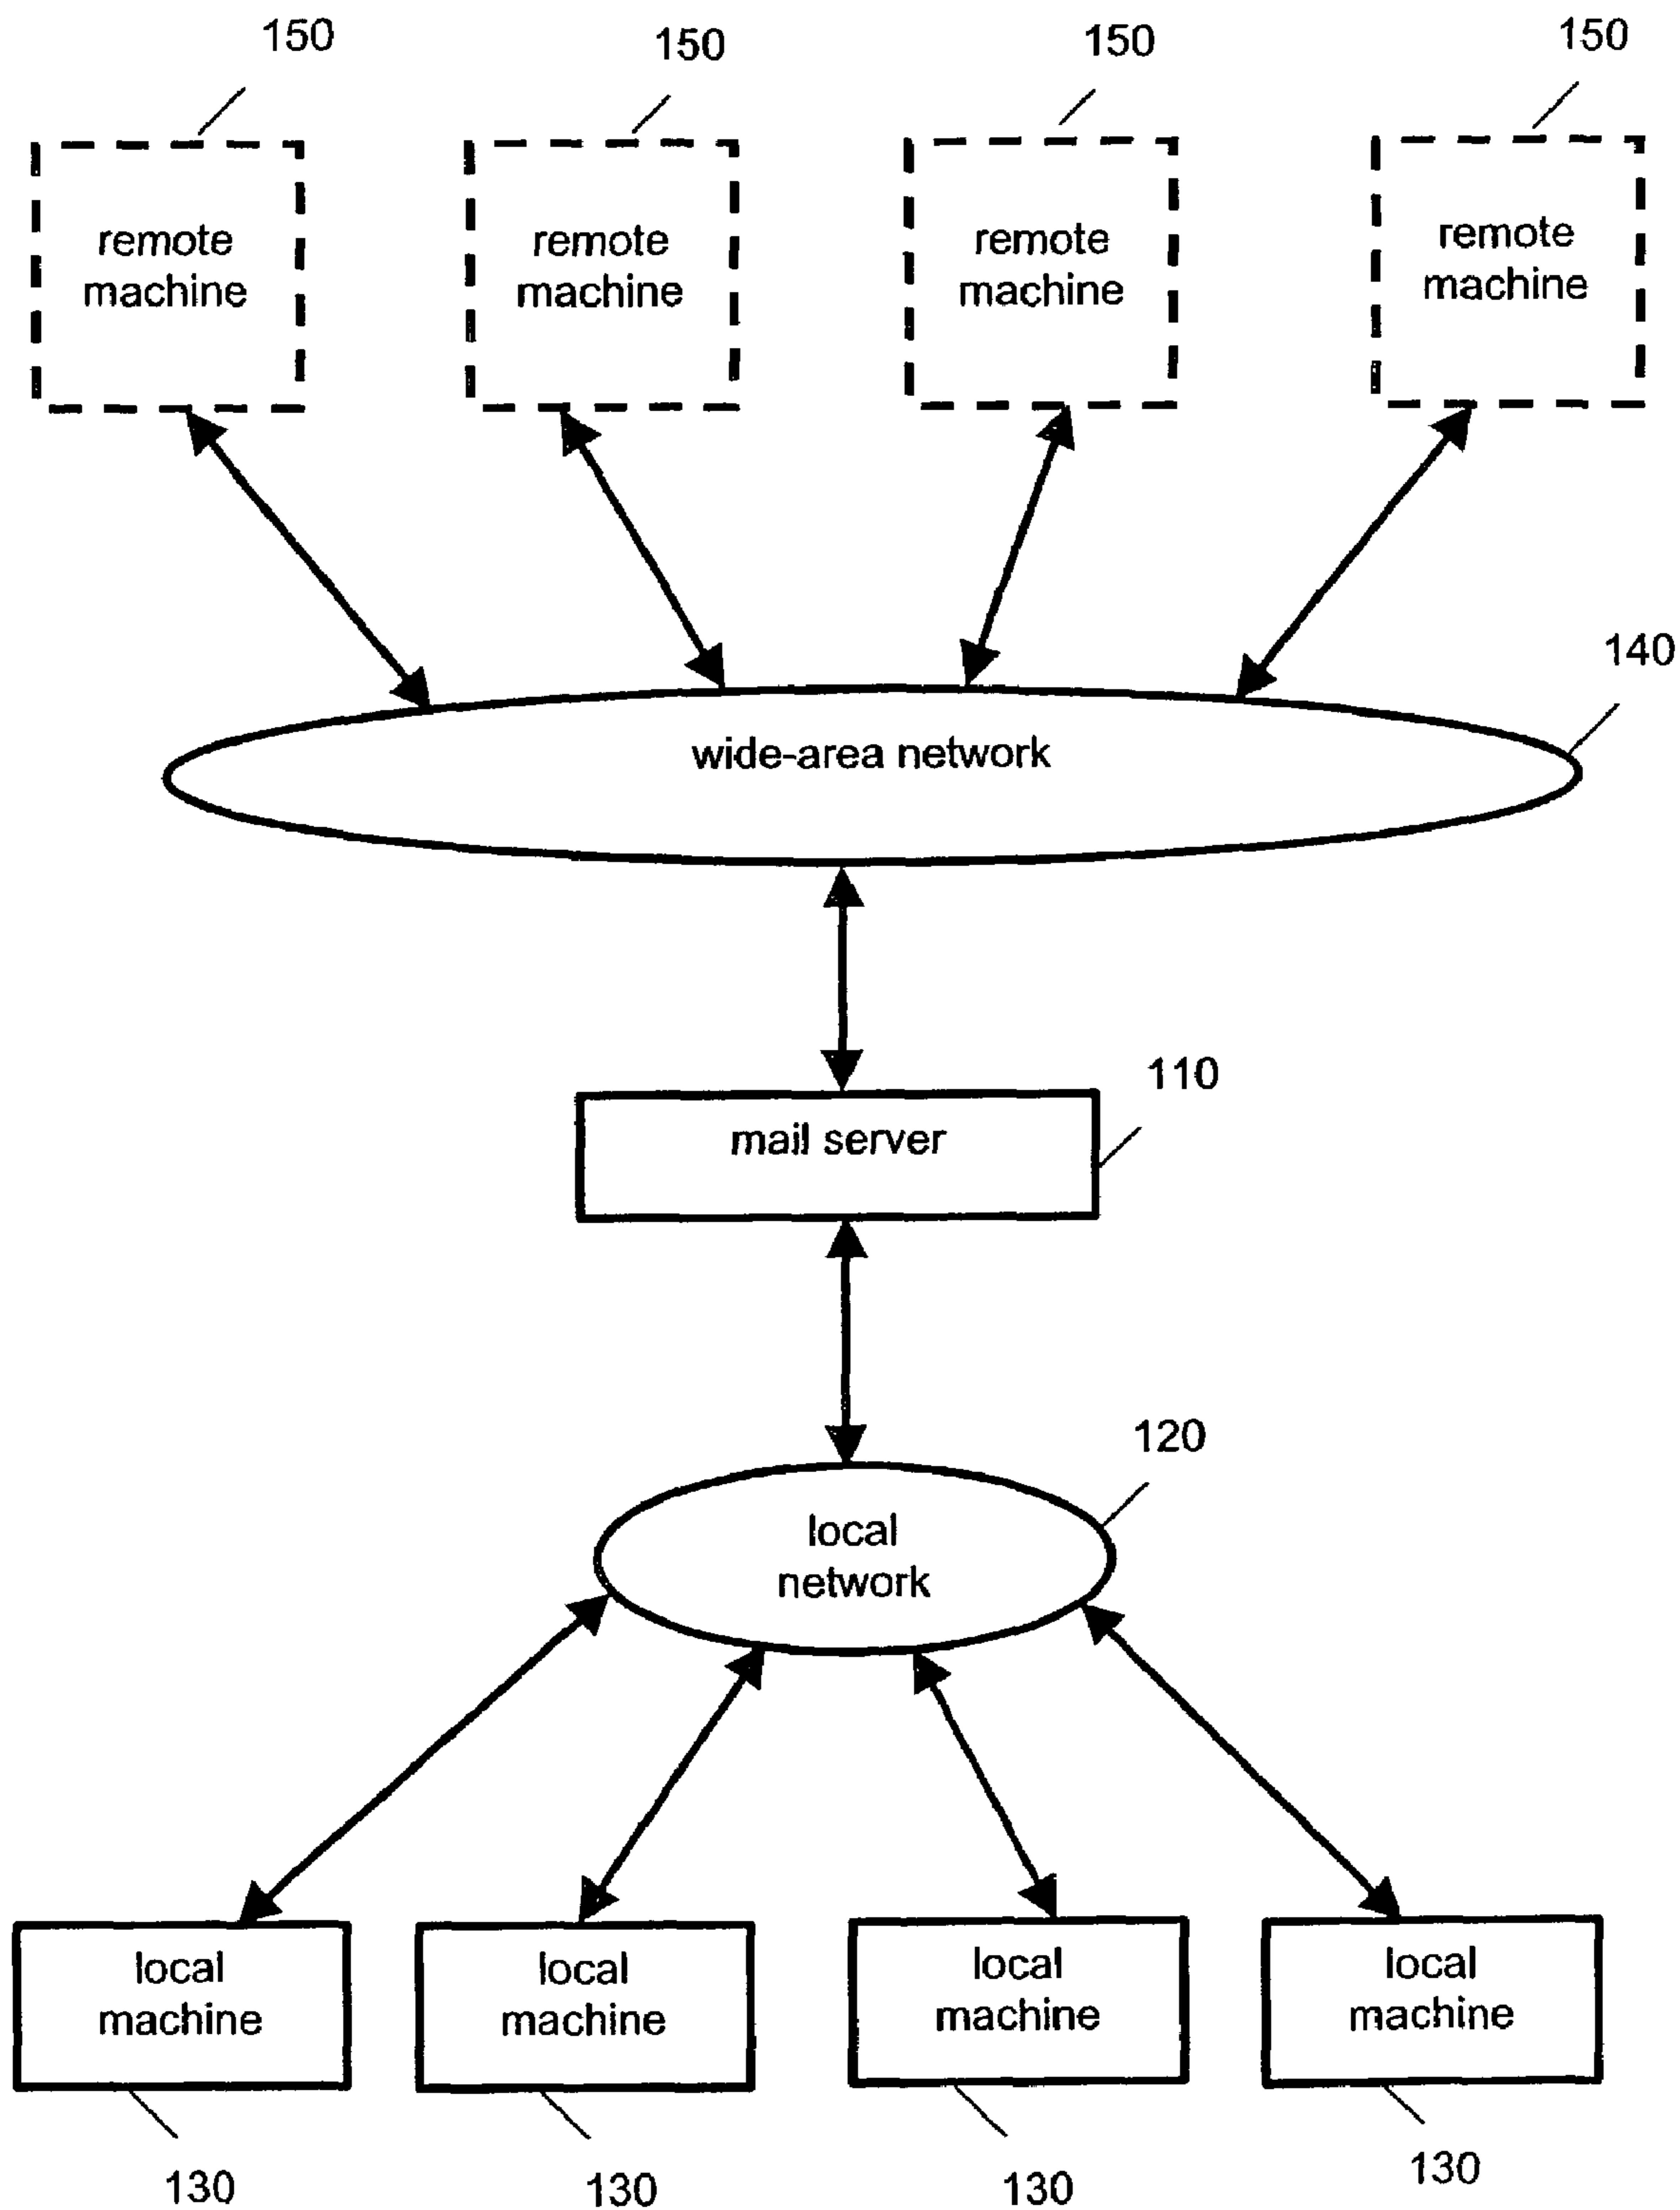 150 150 150 150
remote remote remote remote
machine machine machine machine
140
wide-area network
110
mail server
120
local
network
local local local local
machine machine machine machine
130 130 130 130